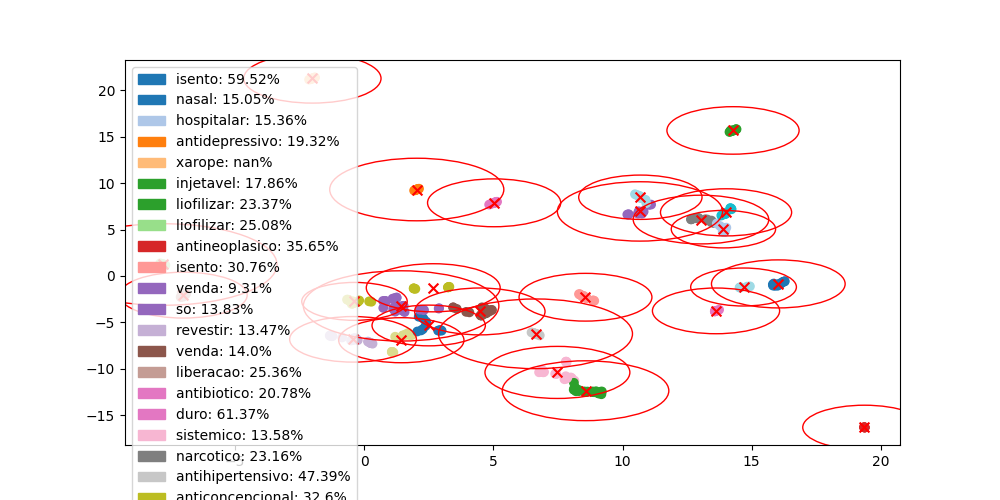 isento: 59.52%
nasal: 15.05%
hospitalar: 15.36%
antidepressivo: 19.32%
xarope: nan%
injetavel: 17.86%
liofilizar: 23.37%
liofilizar: 25.08%
antineoplasico: 35.65%
isento: 30.76%
venda: 9.31%
so: 13.83%
revestir: 13.47%
venda: 14.0%
liberacao: 25.36%
antibiotico: 20.78%
duro: 61.37%
sistemico: 13.58%
narcotico: 23.16%
antihipertensivo: 47.39%
anticoncepcional: 32.6%
20
15
10
5
0
−5
−10
−15
0 5 10 15 20